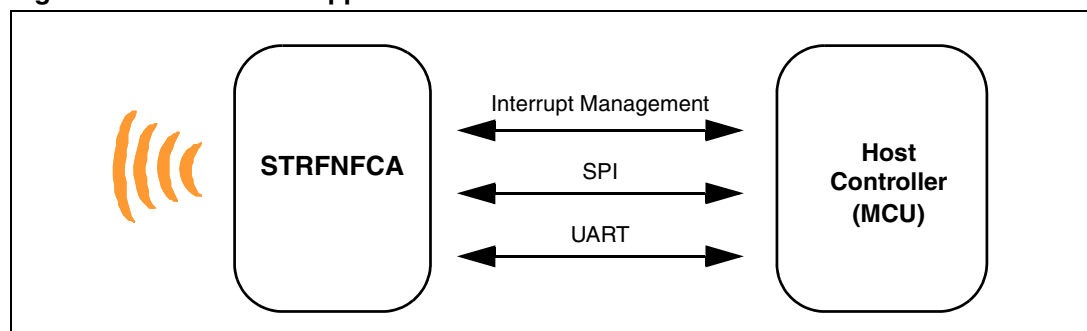 STRFNFCA
Interrupt Management
SPI
UART
Host
Controller
(MCU)